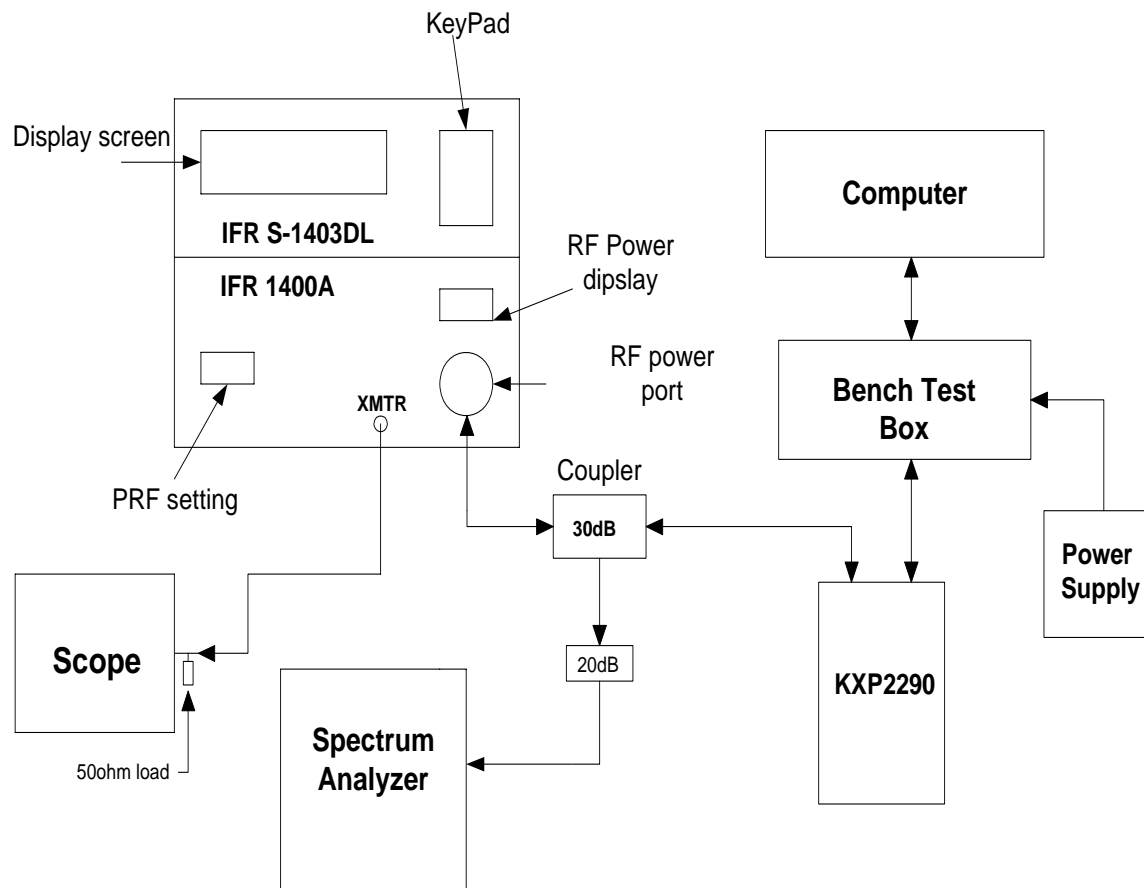 KeyPad
Display screen
IFR S-1403DL
IFR 1400A
RF Power
dipslay
RF power
port
XMTR
PRF setting
Computer
Bench Test
Box
Power
Supply
Coupler
30dB
20dB
KXP2290
Scope
50ohm load
Spectrum
Analyzer